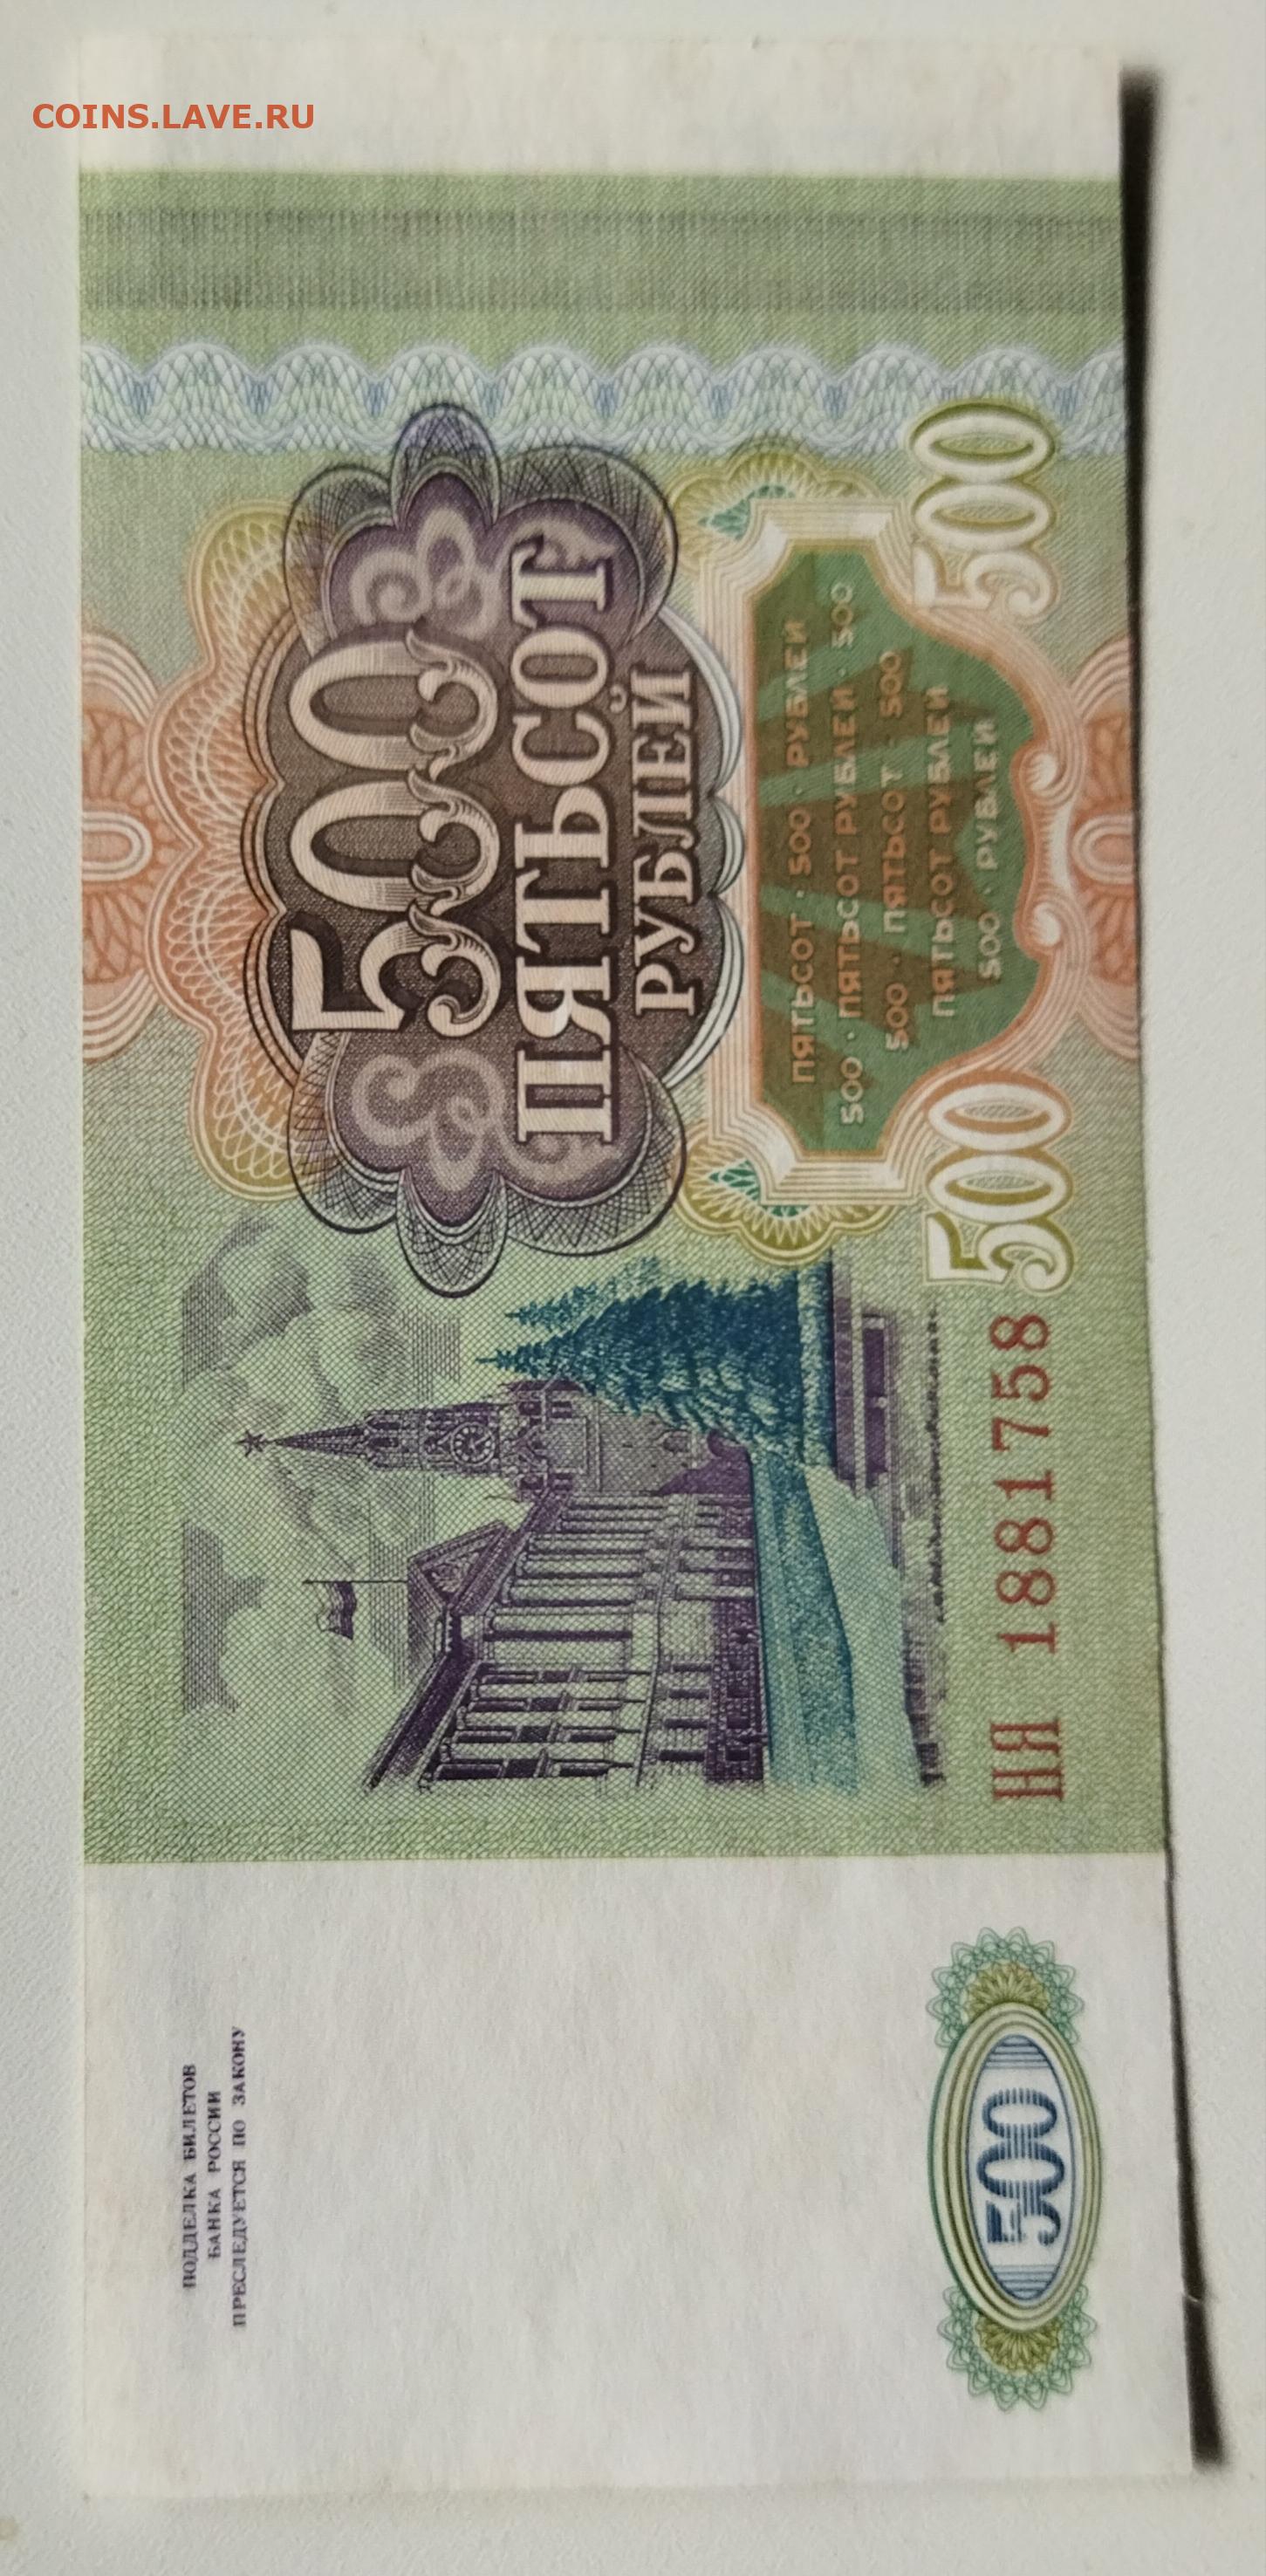 COINS.LAVE.RU
ПОДДЕЛКА БИЛЕТОВ
БАНКА РОССИИ
ПРЕСЛЕДУЕТСЯ ПО ЗАКОНУ
500
ПЯТЬСОТ
РУБЛЕЙ
ПЯТЬСОТ · 500 · РУБЛЕЙ
500 · ПЯТЬСОТ РУБЛЕЙ · 500
500 · ПЯТЬСОТ · 500
ПЯТЬСОТ РУБЛЕЙ
500 · РУБЛЕЙ
500
НЯ 1881758
500
500